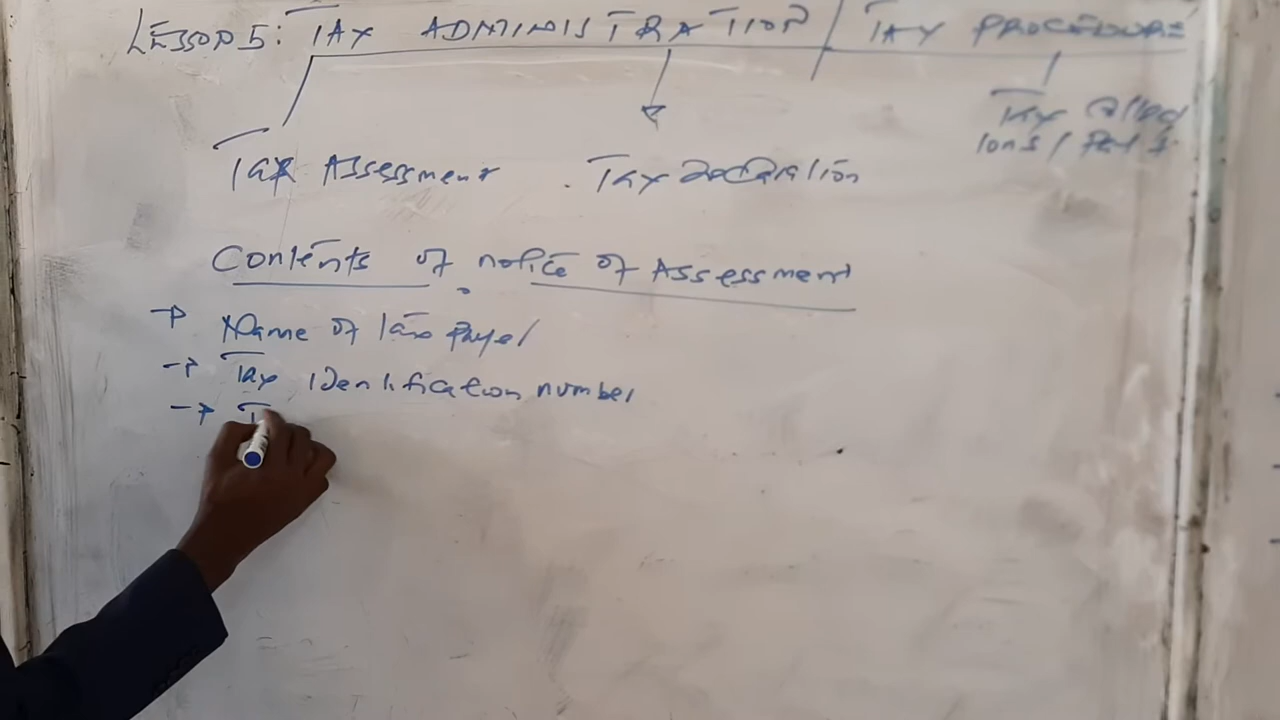 LESSON 5: TAX ADMINISTRATION / TAX PROCEDURE
Tax
Tax Assessment . Tax Declaration
Contents of notice of Assessment
→ Name of tax payer
→ Tax Identification number
→ T